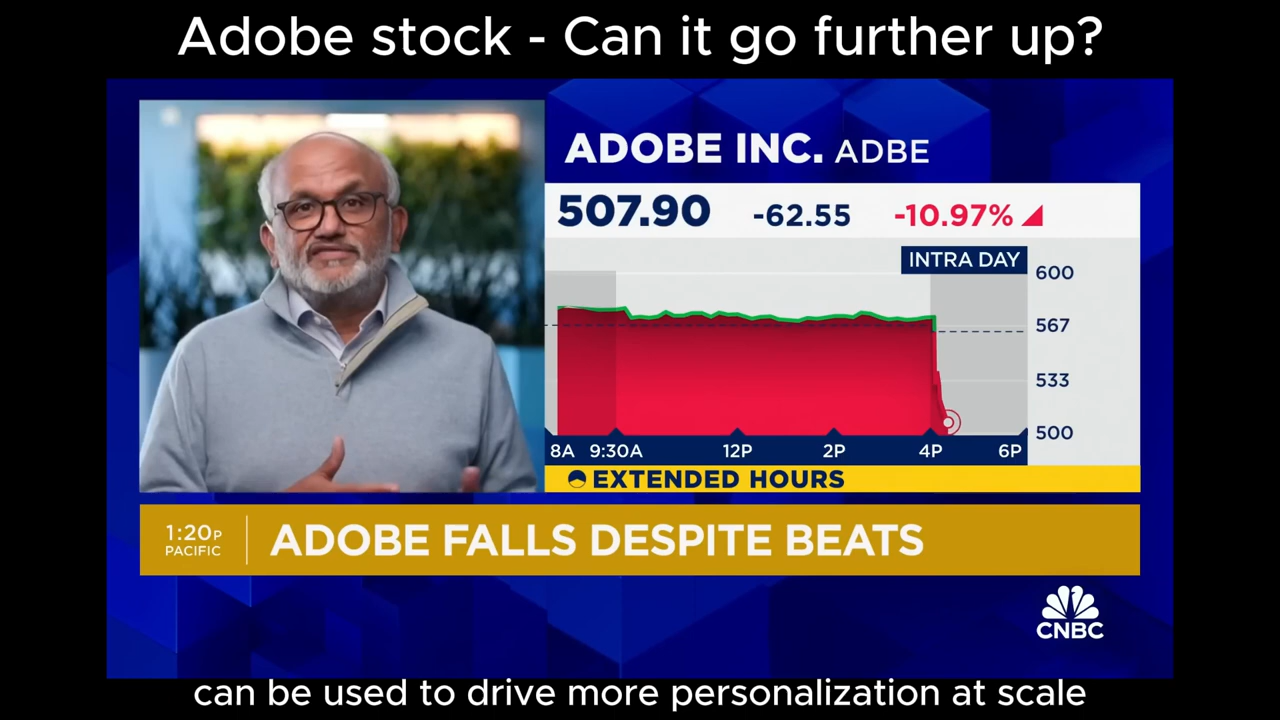 Adobe stock - Can it go further up?
ADOBE INC. ADBE
507.90 -62.55 -10.97%
INTRA DAY
600
567
533
500
8A 9:30A 12P 2P 4P 6P
EXTENDED HOURS
1:20P
PACIFIC
ADOBE FALLS DESPITE BEATS
CNBC
can be used to drive more personalization at scale